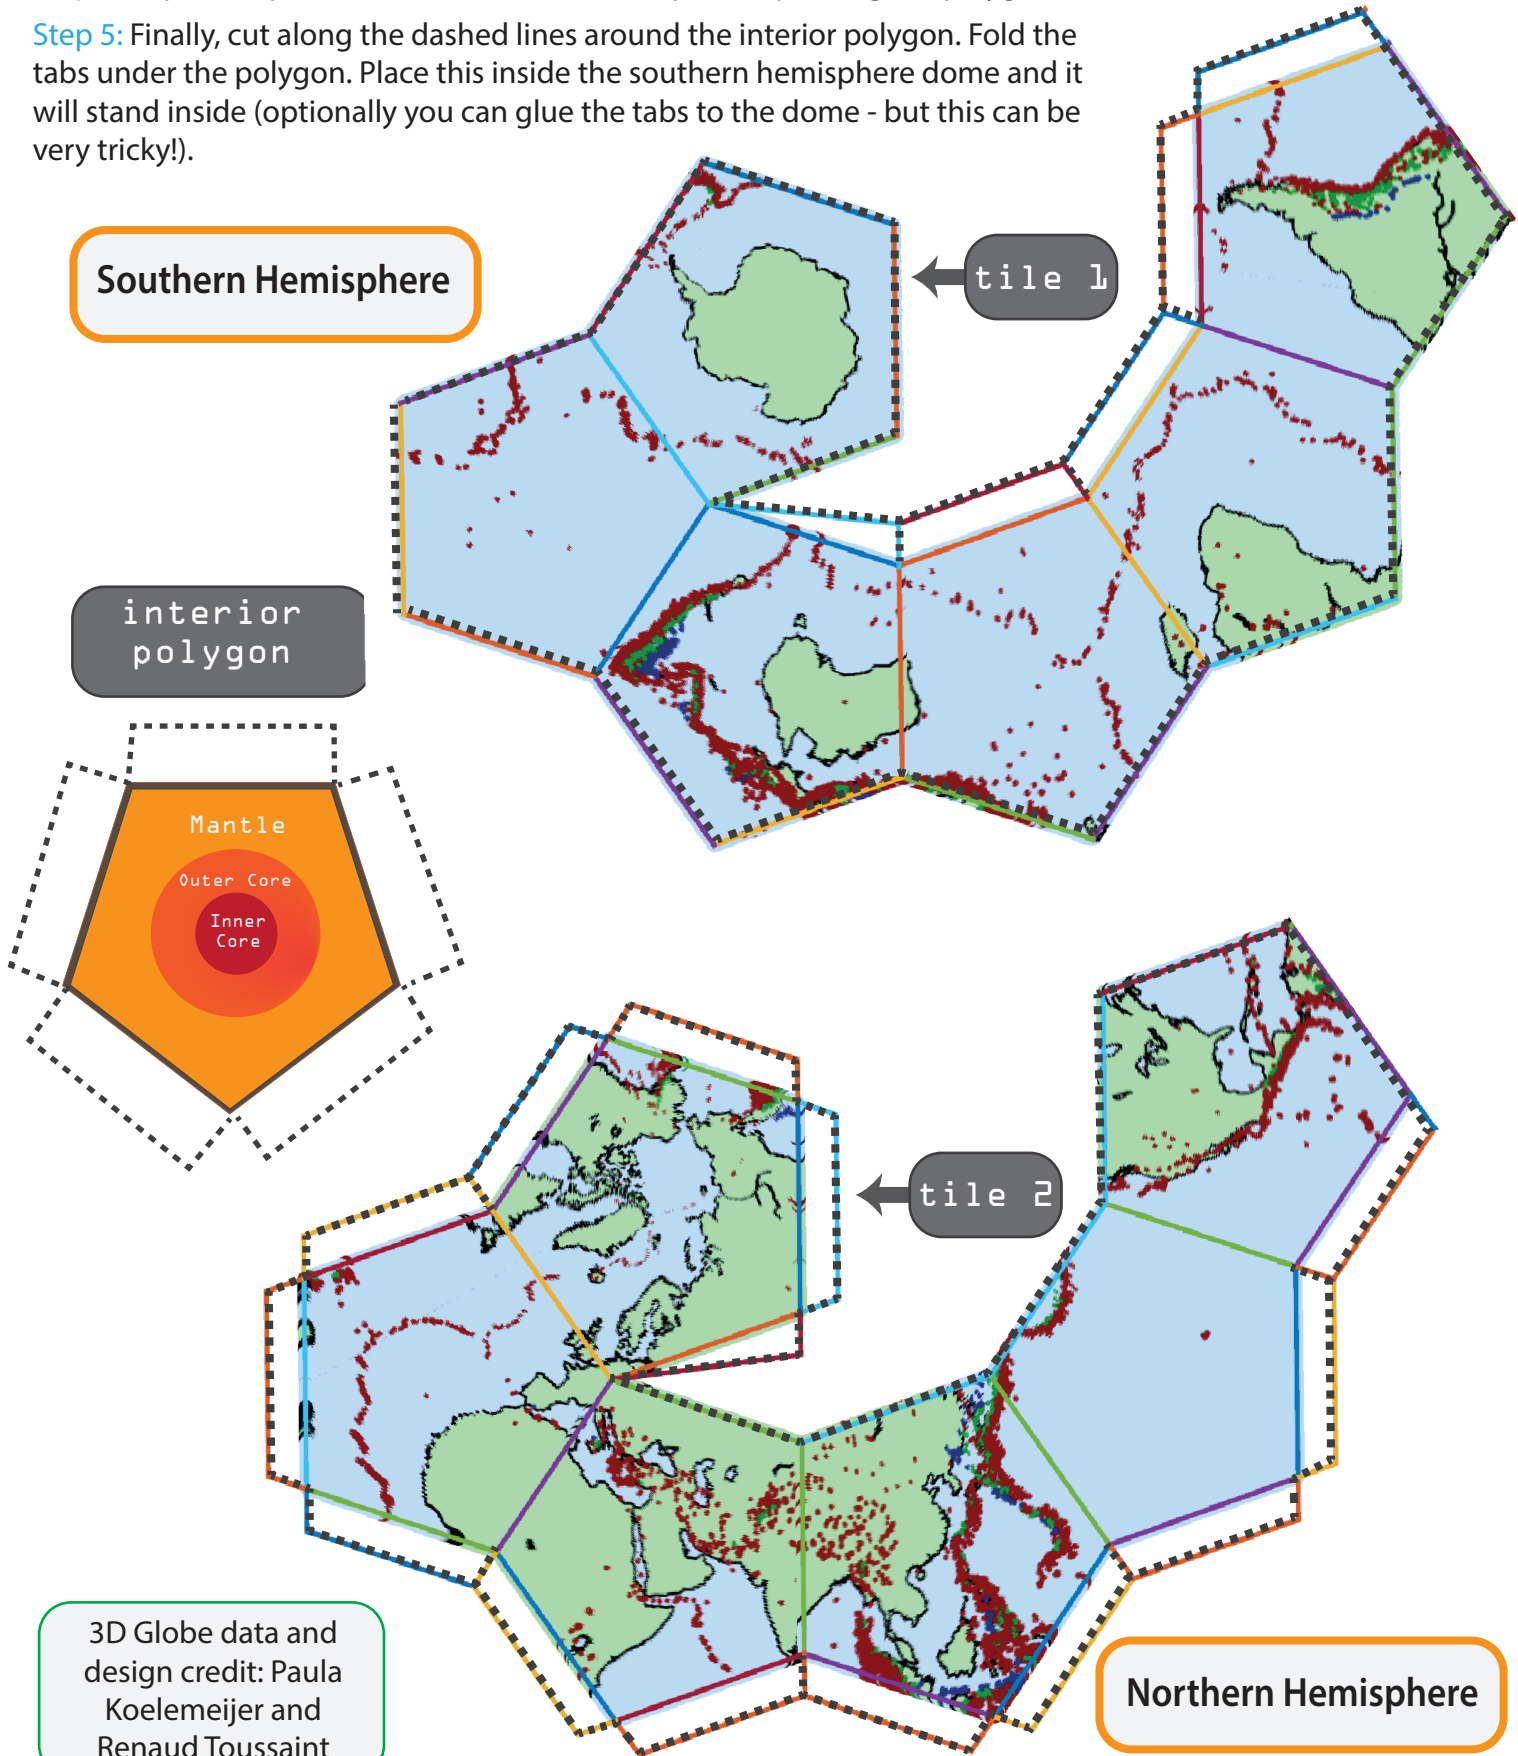 Step 5: Finally, cut along the dashed lines around the interior polygon. Fold the
tabs under the polygon. Place this inside the southern hemisphere dome and it
will stand inside (optionally you can glue the tabs to the dome - but this can be
very tricky!).
Southern Hemisphere
tile 1
interior
polygon
Mantle
Outer Core
Inner
Core
tile 2
3D Globe data and
design credit: Paula
Koelemeijer and
Renaud Toussaint
Northern Hemisphere